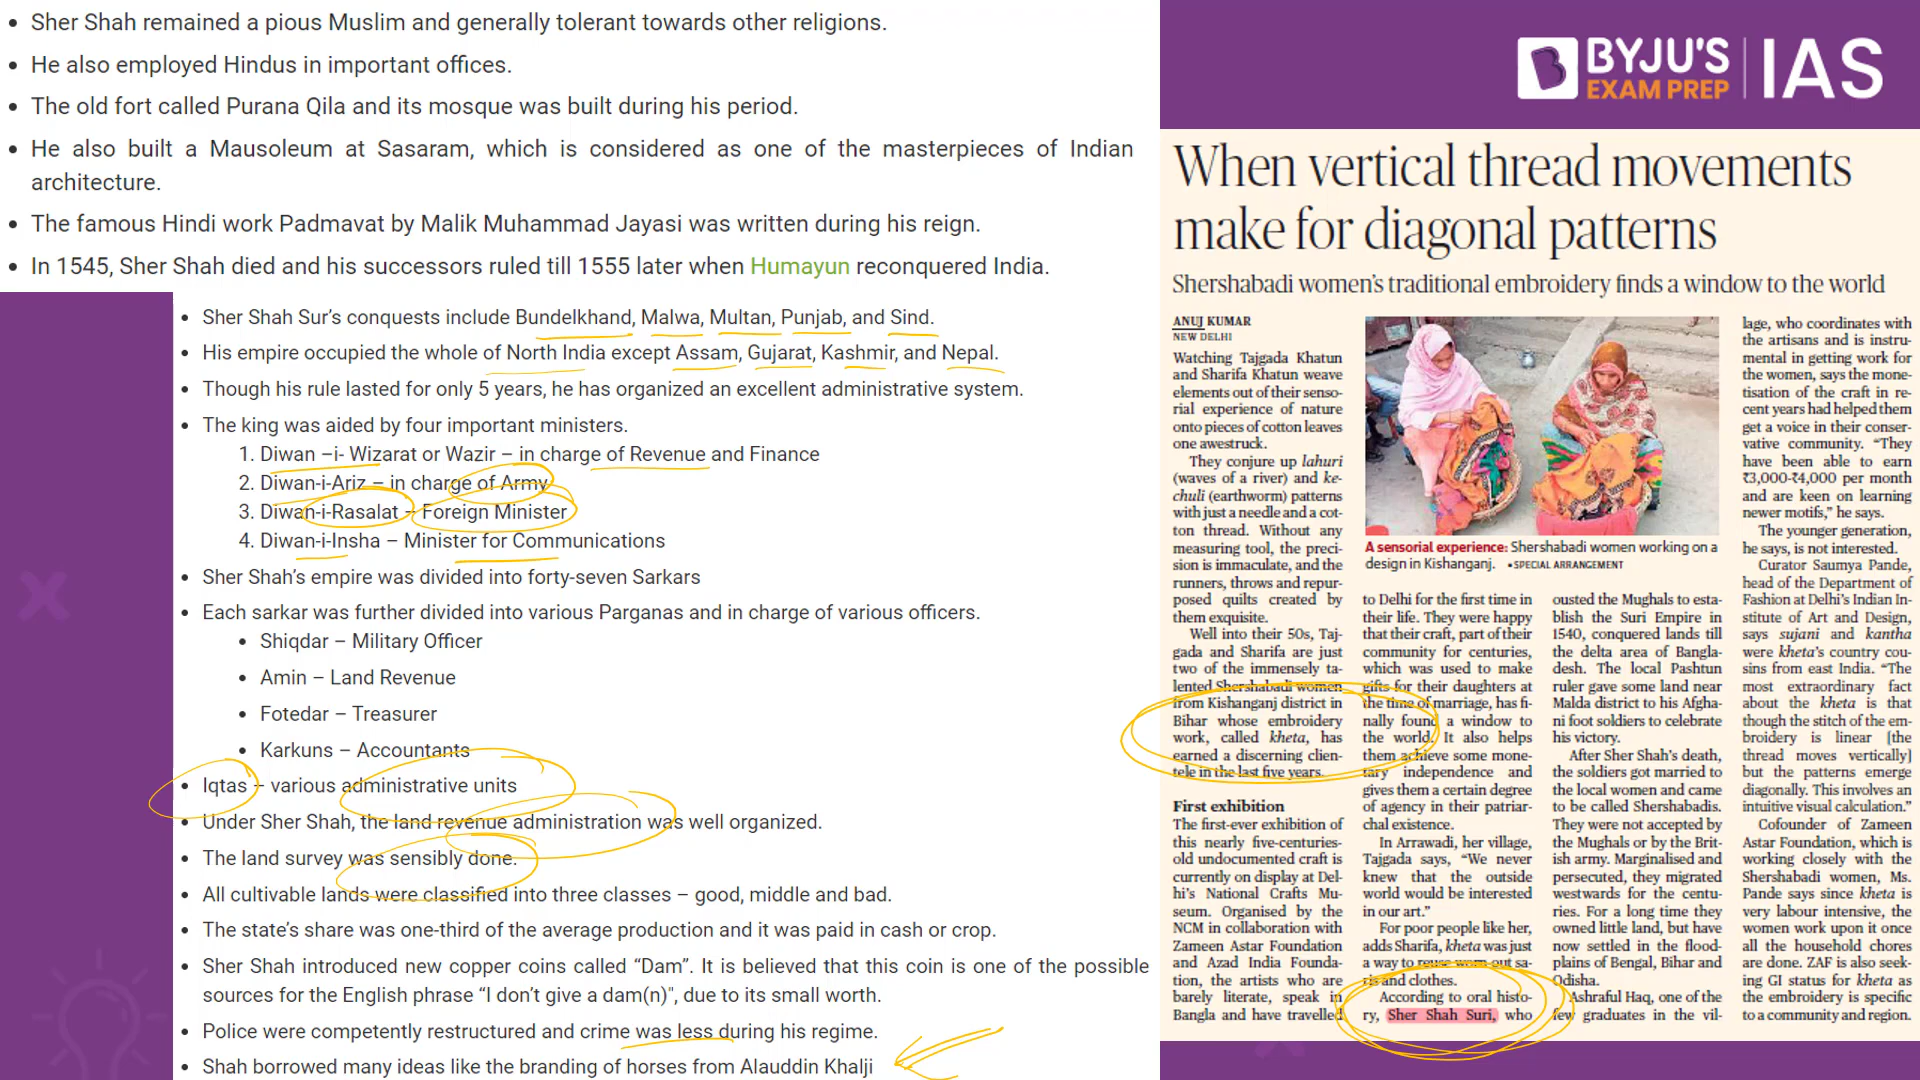 • Sher Shah remained a pious Muslim and generally tolerant towards other religions.
• He also employed Hindus in important offices.
• The old fort called Purana Qila and its mosque was built during his period.
• He also built a Mausoleum at Sasaram, which is considered as one of the masterpieces of Indian
architecture.
• The famous Hindi work Padmavat by Malik Muhammad Jayasi was written during his reign.
• In 1545, Sher Shah died and his successors ruled till 1555 later when Humayun reconquered India.
• Sher Shah Sur's conquests include Bundelkhand, Malwa, Multan, Punjab, and Sind.
• His empire occupied the whole of North India except Assam, Gujarat, Kashmir, and Nepal.
• Though his rule lasted for only 5 years, he has organized an excellent administrative system.
• The king was aided by four important ministers.
1. Diwan –i- Wizarat or Wazir – in charge of Revenue and Finance
2. Diwan-i-Ariz – in charge of Army
3. Diwan-i-Rasalat – Foreign Minister
4. Diwan-i-Insha – Minister for Communications
• Sher Shah's empire was divided into forty-seven Sarkars
• Each sarkar was further divided into various Parganas and in charge of various officers.
• Shiqdar – Military Officer
• Amin – Land Revenue
• Fotedar – Treasurer
• Karkuns – Accountants
• Iqtas – various administrative units
• Under Sher Shah, the land revenue administration was well organized.
• The land survey was sensibly done.
• All cultivable lands were classified into three classes – good, middle and bad.
• The state's share was one-third of the average production and it was paid in cash or crop.
• Sher Shah introduced new copper coins called “Dam”. It is believed that this coin is one of the possible
sources for the English phrase “I don't give a dam(n)", due to its small worth.
• Police were competently restructured and crime was less during his regime.
• Shah borrowed many ideas like the branding of horses from Alauddin Khalji
BYJU'S
EXAM PREP
IAS
When vertical thread movements
make for diagonal patterns
Shershabadi women's traditional embroidery finds a window to the world
ANUJ KUMAR
NEW DELHI
Watching Tajgada Khatun
and Sharifa Khatun weave
elements out of their senso-
rial experience of nature
onto pieces of cotton leaves
one awestruck.
They conjure up lahuri
(waves of a river) and ke-
chuli (earthworm) patterns
with just a needle and a cot-
ton thread. Without any
measuring tool, the preci-
sion is immaculate, and the
runners, throws and repur-
posed quilts created by
them exquisite.
Well into their 50s, Taj-
gada and Sharifa are just
two of the immensely ta-
lented Shershabadi women
from Kishanganj district in
Bihar whose embroidery
work, called kheta, has
earned a discerning clien-
tele in the last five years.
First exhibition
The first-ever exhibition of
this nearly five-centuries-
old undocumented craft is
currently on display at Del-
hi's National Crafts Mu-
seum. Organised by the
NCM in collaboration with
Zameen Astar Foundation
and Azad India Founda-
tion, the artists who are
barely literate, speak in
Bangla and have travelled
A sensorial experience: Shershabadi women working on a
design in Kishanganj. •SPECIAL ARRANGEMENT
to Delhi for the first time in
their life. They were happy
that their craft, part of their
community for centuries,
which was used to make
gifts for their daughters at
the time of marriage, has fi-
nally found a window to
the world. It also helps
them achieve some mone-
tary independence and
gives them a certain degree
of agency in their patriar-
chal existence.
In Arrawadi, her village,
Tajgada says, “We never
knew that the outside
world would be interested
in our art.”
For poor people like her,
adds Sharifa, kheta was just
a way to reuse worn-out sa-
ris and clothes.
According to oral histo-
ry, Sher Shah Suri, who
ousted the Mughals to esta-
blish the Suri Empire in
1540, conquered lands till
the delta area of Bangla-
desh. The local Pashtun
ruler gave some land near
Malda district to his Afgha-
ni foot soldiers to celebrate
his victory.
After Sher Shah's death,
the soldiers got married to
the local women and came
to be called Shershabadis.
They were not accepted by
the Mughals or by the Brit-
ish army. Marginalised and
persecuted, they migrated
westwards for the centu-
ries. For a long time they
owned little land, but have
now settled in the flood-
plains of Bengal, Bihar and
Odisha.
Ashraful Haq, one of the
few graduates in the vil-
lage, who coordinates with
the artisans and is instru-
mental in getting work for
the women, says the mone-
tisation of the craft in re-
cent years had helped them
get a voice in their conser-
vative community. “They
have been able to earn
₹3,000-₹4,000 per month
and are keen on learning
newer motifs,” he says.
The younger generation,
he says, is not interested.
Curator Saumya Pande,
head of the Department of
Fashion at Delhi's Indian In-
stitute of Art and Design,
says sujani and kantha
were kheta's country cou-
sins from east India. “The
most extraordinary fact
about the kheta is that
though the stitch of the em-
broidery is linear [the
thread moves vertically]
but the patterns emerge
diagonally. This involves an
intuitive visual calculation.”
Cofounder of Zameen
Astar Foundation, which is
working closely with the
Shershabadi women, Ms.
Pande says since kheta is
very labour intensive, the
women work upon it once
all the household chores
are done. ZAF is also seek-
ing GI status for kheta as
the embroidery is specific
to a community and region.